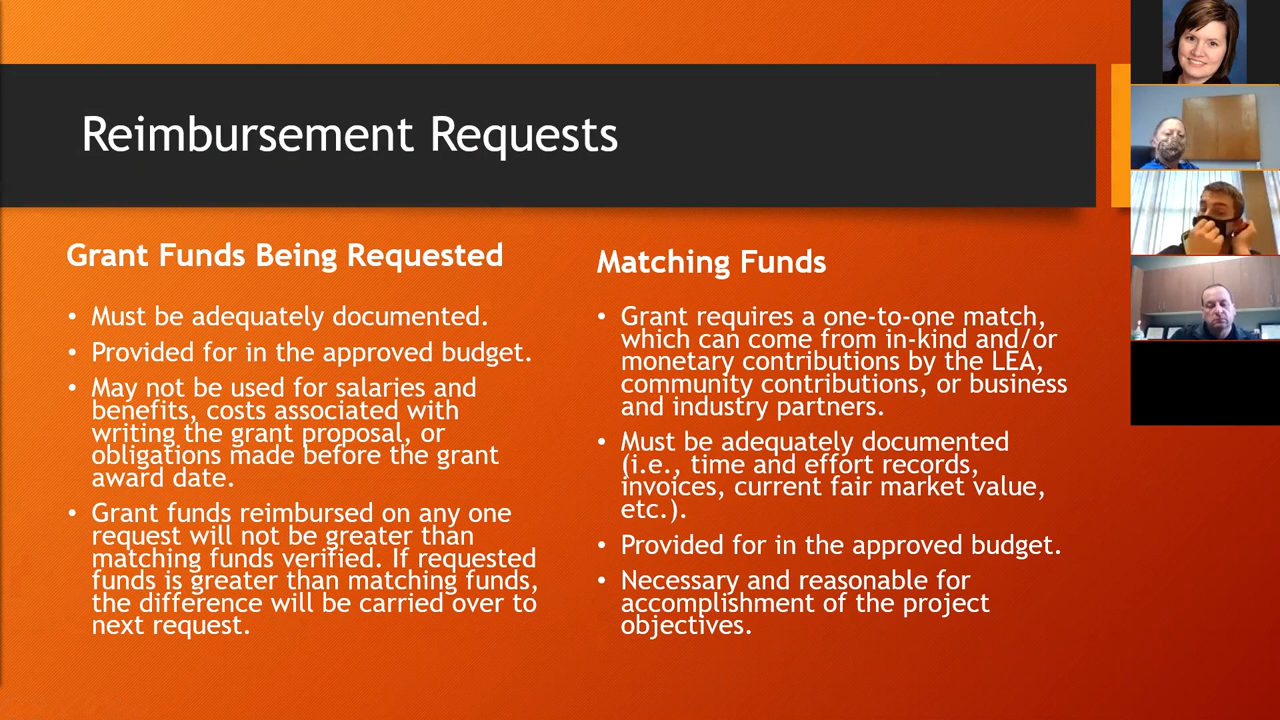 Reimbursement Requests
Grant Funds Being Requested
• Must be adequately documented.
• Provided for in the approved budget.
• May not be used for salaries and
benefits, costs associated with
writing the grant proposal, or
obligations made before the grant
award date.
• Grant funds reimbursed on any one
request will not be greater than
matching funds verified. If requested
funds is greater than matching funds,
the difference will be carried over to
next request.
Matching Funds
• Grant requires a one-to-one match,
which can come from in-kind and/or
monetary contributions by the LEA,
community contributions, or business
and industry partners.
• Must be adequately documented
(i.e., time and effort records,
invoices, current fair market value,
etc.).
• Provided for in the approved budget.
• Necessary and reasonable for
accomplishment of the project
objectives.